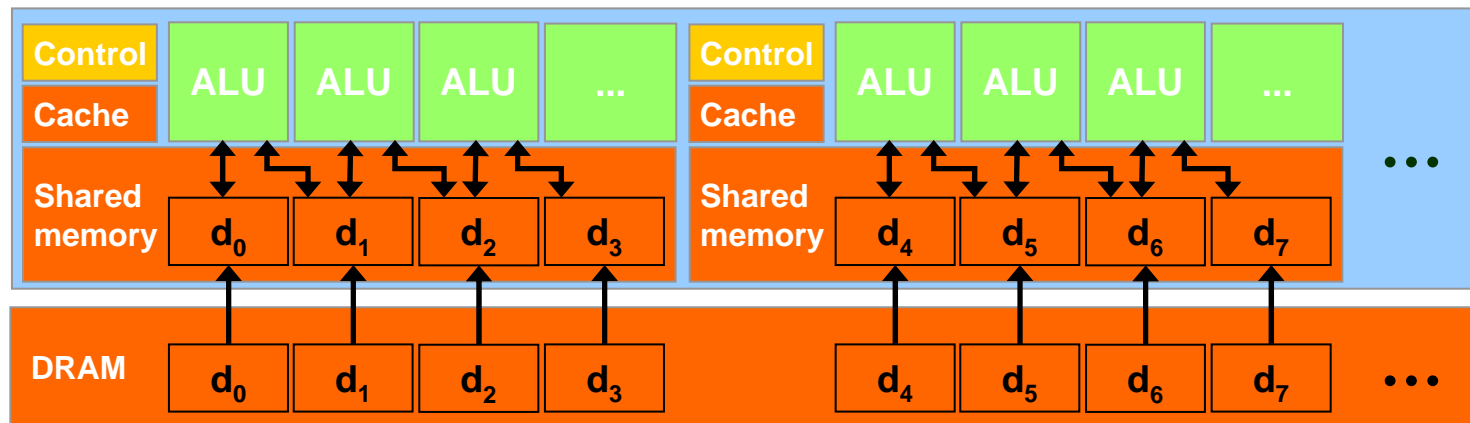 Control ALU ALU ALU ... Control ALU ALU ALU ...
Cache Cache
Shared Shared ...
memory d0 d1 d2 d3 memory d4 d5 d6 d7
DRAM d0 d1 d2 d3 d4 d5 d6 d7 ...